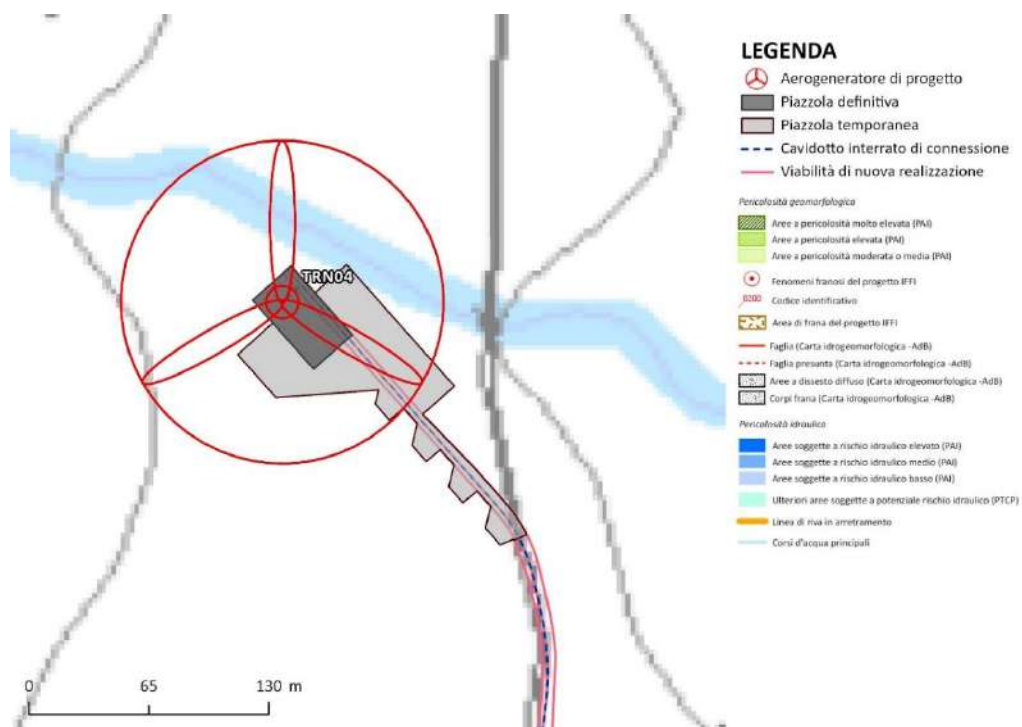 LEGENDA
Aerogeneratore di progetto
Piazzola definitiva
Piazzola temporanea
Cavidotto interrato di connessione
Viabilità di nuova realizzazione
Pericolosità geomorfologica
Aree a pericolosità molto elevata (PAI)
Aree a pericolosità elevata (PAI)
Aree a pericolosità moderata o media (PAI)
Fenomeni franosi del progetto IFFI
0200 Codice identificativo
Area di frana del progetto IFFI
Faglia (Carta idrogeomorfologica -AdB)
Faglia presunta (Carta idrogeomorfologica -AdB)
Aree a dissesto diffuso (Carta idrogeomorfologica -AdB)
Corpi frana (Carta idrogeomorfologica -AdB)
Pericolosità idraulica
Aree soggette a rischio idraulico elevato (PAI)
Aree soggette a rischio idraulico medio (PAI)
Aree soggette a rischio idraulico basso (PAI)
Ulteriori aree soggette a potenziale rischio idraulico (PTCP)
Linea di riva in arretramento
Corsi d'acqua principali
TRN04
0 65 130 m